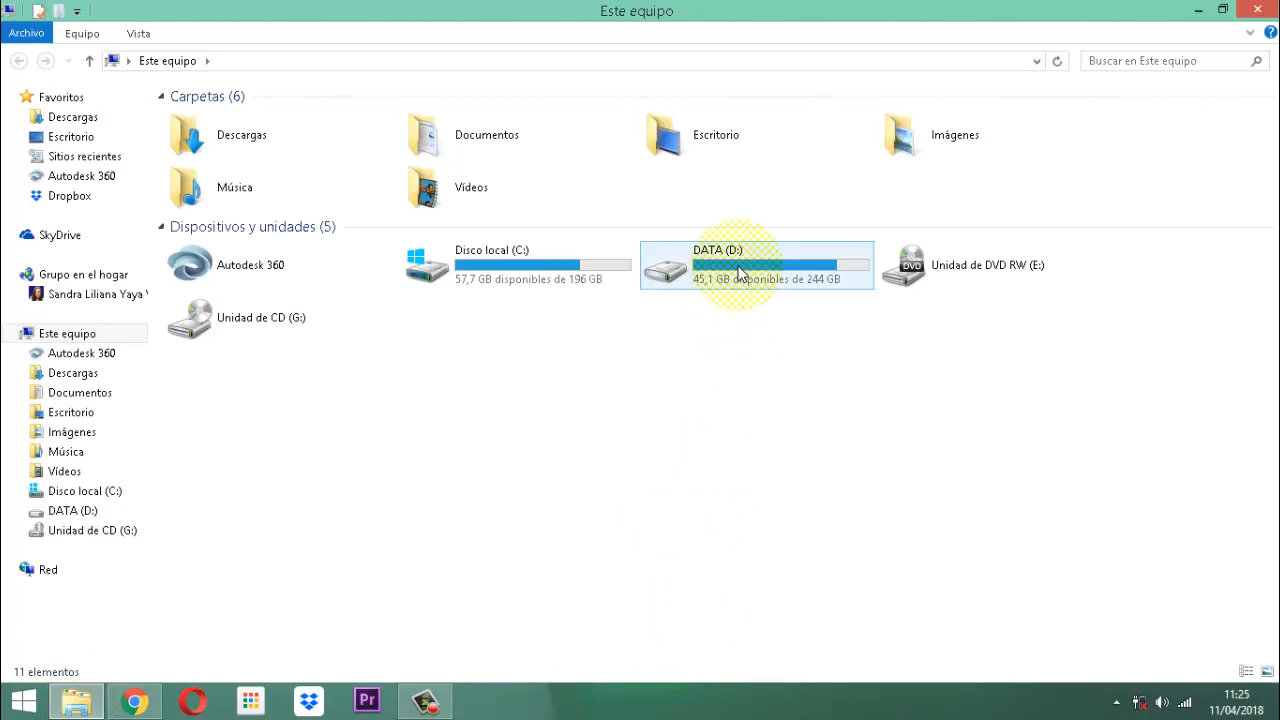 Este equipo
Archivo
Equipo
Vista
Este equipo
Buscar en Este equipo
Favoritos
Descargas
Escritorio
Sitios recientes
Autodesk 360
Dropbox
SkyDrive
Grupo en el hogar
Sandra Liliana Yaya
Este equipo
Autodesk 360
Descargas
Documentos
Escritorio
Imágenes
Música
Vídeos
Disco local (C:)
DATA (D:)
Unidad de CD (G:)
Red
Carpetas (6)
Descargas
Documentos
Escritorio
Imágenes
Música
Vídeos
Dispositivos y unidades (5)
Autodesk 360
Disco local (C:)
57,7 GB disponibles de 196 GB
DATA (D:)
45,1 GB disponibles de 244 GB
DVD
Unidad de DVD RW (E:)
Unidad de CD (G:)
11 elementos
Pr
11:25
11/04/2018